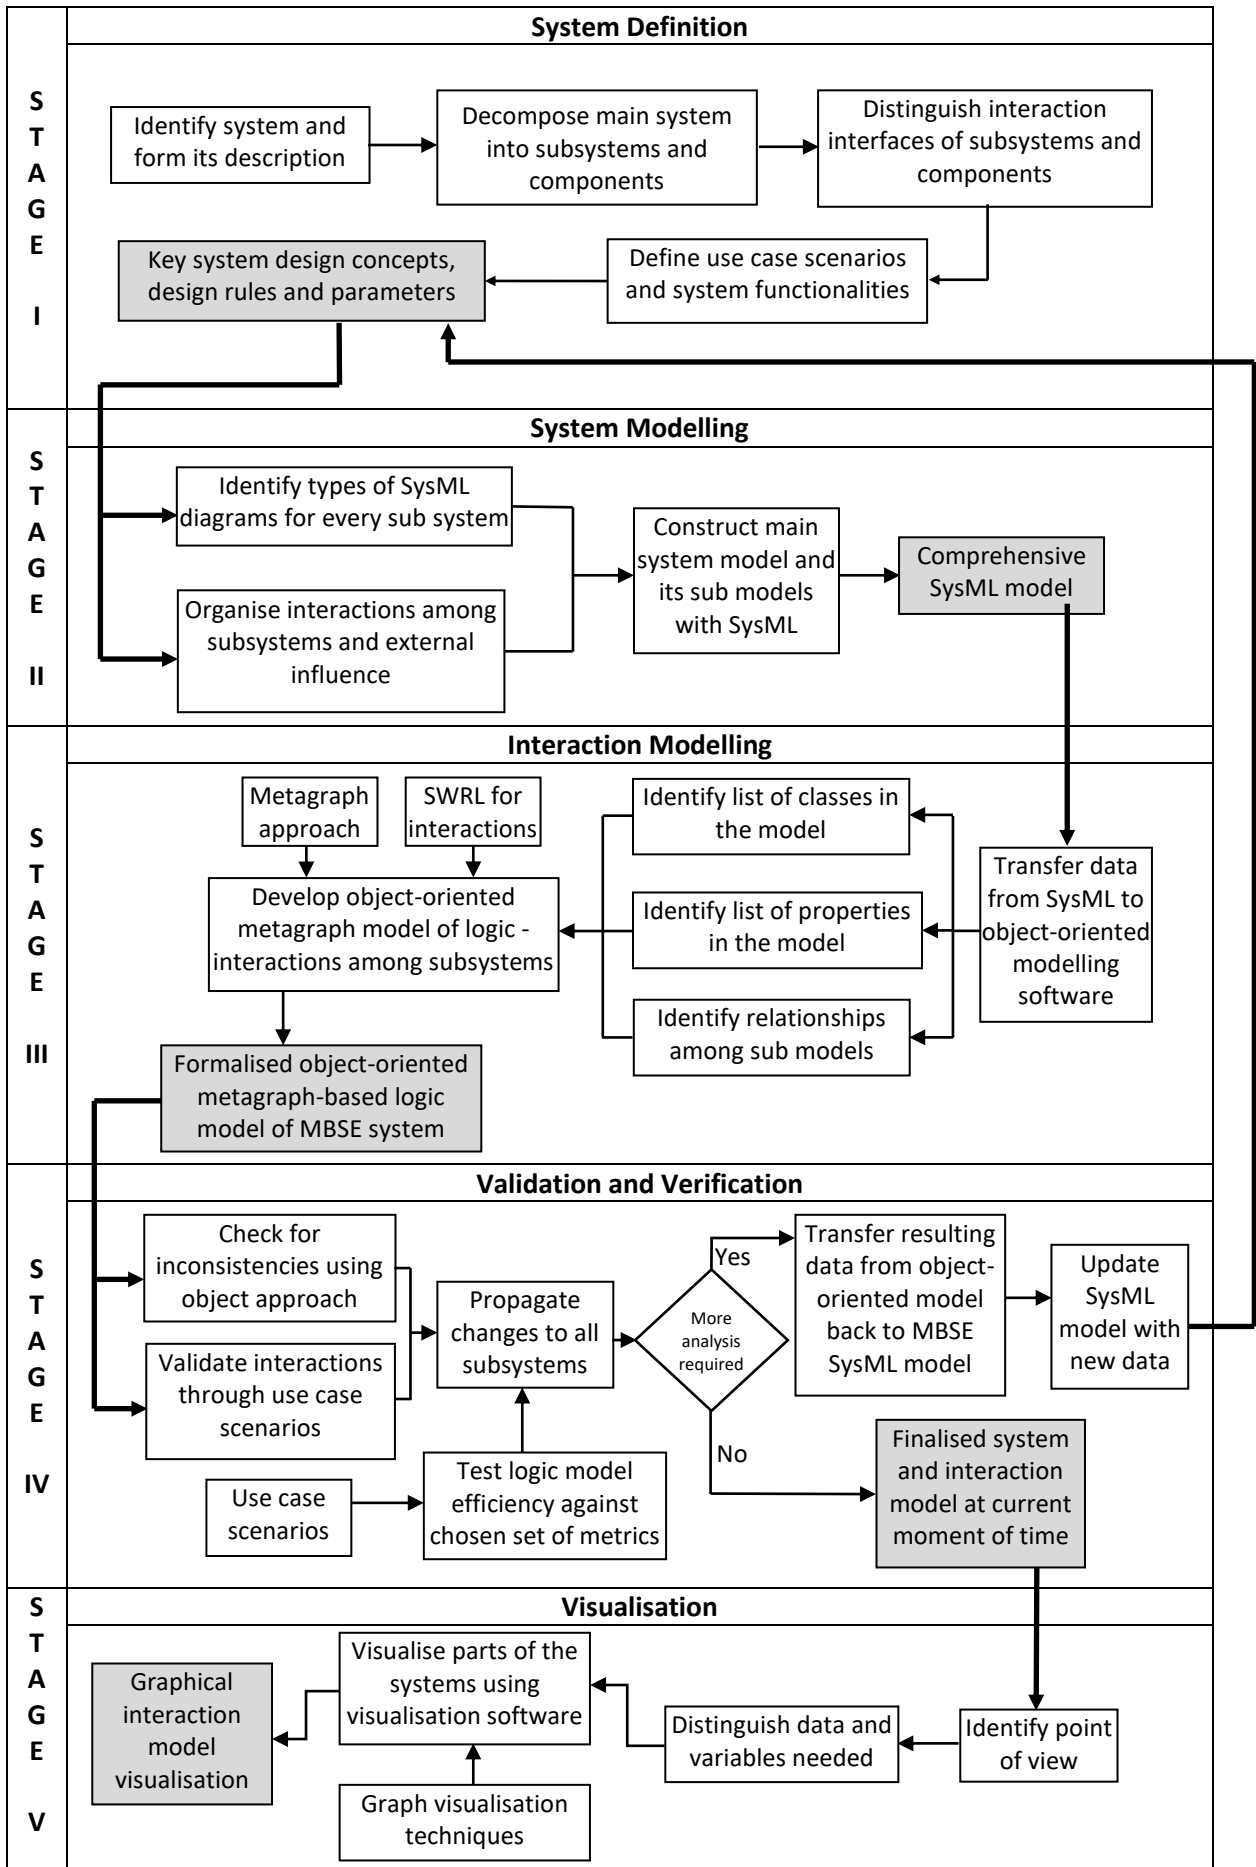 System Definition
S
T
A
G
E
I
Identify system and
form its description
Decompose main system
into subsystems and
components
Distinguish interaction
interfaces of subsystems and
components
Key system design concepts,
design rules and parameters
Define use case scenarios
and system functionalities
System Modelling
S
T
A
G
E
II
Identify types of SysML
diagrams for every sub system
Organise interactions among
subsystems and external
influence
Construct main
system model and
its sub models
with SysML
Comprehensive
SysML model
Interaction Modelling
S
T
A
G
E
III
Metagraph
approach
SWRL for
interactions
Identify list of classes in
the model
Develop object-oriented
metagraph model of logic -
interactions among subsystems
Identify list of properties
in the model
Transfer data
from SysML to
object-oriented
modelling
software
Identify relationships
among sub models
Formalised object-oriented
metagraph-based logic
model of MBSE system
Validation and Verification
S
T
A
G
E
IV
Check for
inconsistencies using
object approach
Validate interactions
through use case
scenarios
Propagate
changes to all
subsystems
More
analysis
required
Yes
Transfer resulting
data from object-
oriented model
back to MBSE
SysML model
Update
SysML
model with
new data
No
Use case
scenarios
Test logic model
efficiency against
chosen set of metrics
Finalised system
and interaction
model at current
moment of time
Visualisation
S
T
A
G
E
V
Graphical
interaction
model
visualisation
Visualise parts of the
systems using
visualisation software
Distinguish data and
variables needed
Identify point
of view
Graph visualisation
techniques